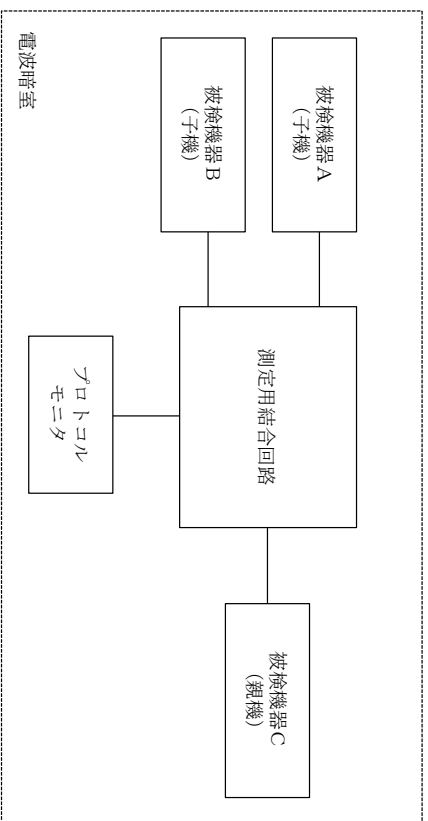 被検機器A
(子機)
被検機器B
(子機)
測定用結合回路
被検機器C
(親機)
プロトコル
モニタ
電波暗室